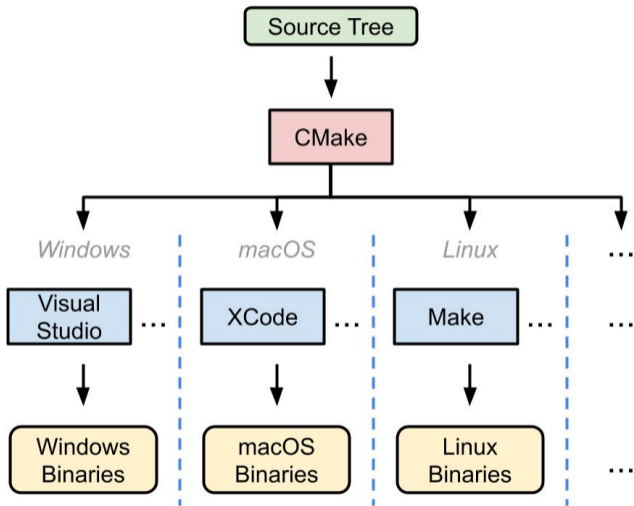 Source Tree
CMake
Windows
macOS
Linux
...
Visual
Studio
...
XCode
...
Make
...
...
Windows
Binaries
macOS
Binaries
Linux
Binaries
...